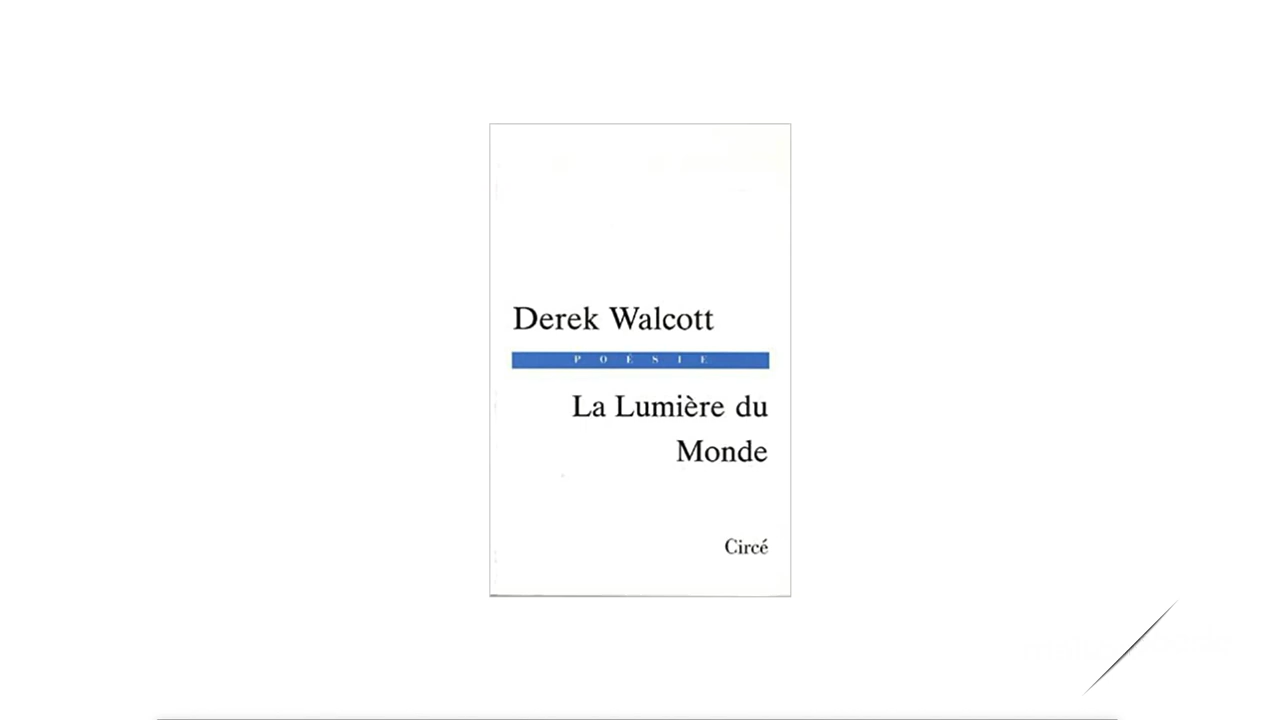 Derek Walcott
POÉSIE
La Lumière du
Monde
Circé